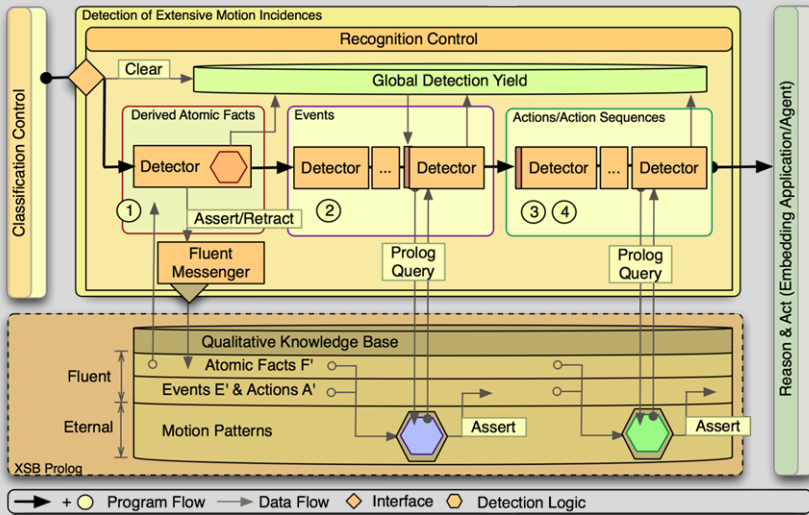 Detection of Extensive Motion Incidences
Recognition Control
Classification Control
Clear
Global Detection Yield
Derived Atomic Facts
Events
Actions/Action Sequences
Detector
Detector
...
Detector
Detector
...
Detector
1
2
3
4
Assert/Retract
Fluent
Messenger
Prolog
Query
Prolog
Query
Reason & Act (Embedding Application/Agent)
Qualitative Knowledge Base
Fluent
Atomic Facts F'
Events E' & Actions A'
Eternal
Motion Patterns
Assert
Assert
XSB Prolog
+ Program Flow
Data Flow
Interface
Detection Logic